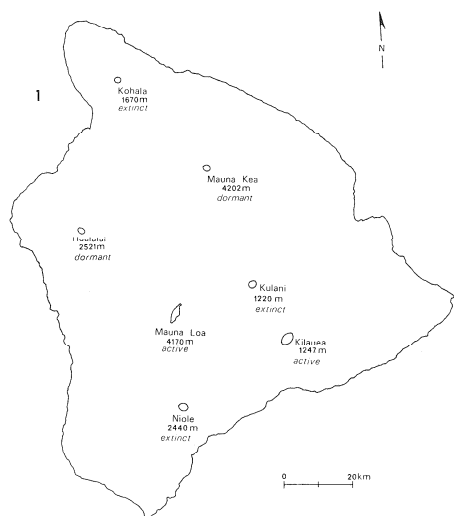 N
1
Kohala
1670m
extinct
Mauna Kea
4202m
dormant
2521m
dormant
Kulani
1220 m
extinct
Mauna Loa
4170m
active
Kilauea
1247m
active
Niole
2440m
extinct
0 20km